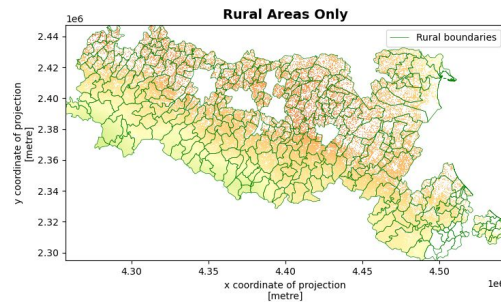 Rural Areas Only
1e6
2.44
2.42
2.40
2.38
2.36
2.34
2.32
2.30
y coordinate of projection
[metre]
Rural boundaries
4.30
4.35
4.40
4.45
4.50
1e6
x coordinate of projection
[metre]